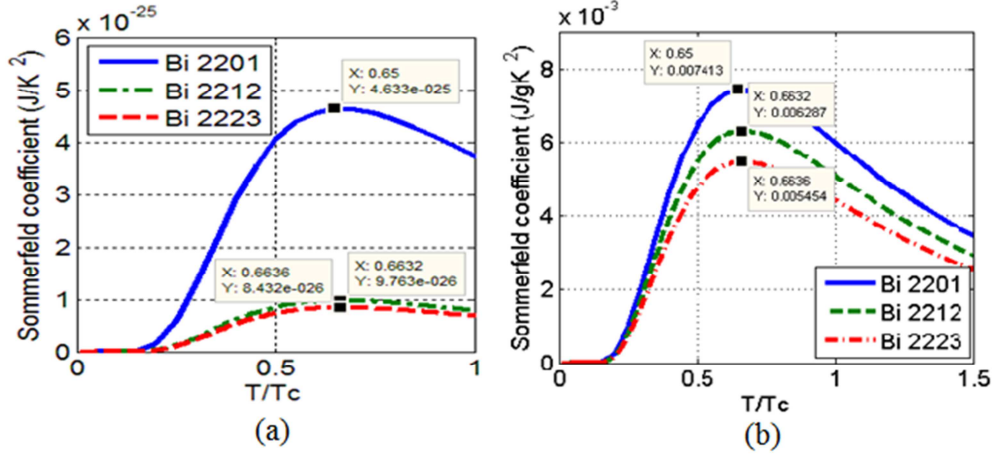 x 10^-25
Sommerfeld coefficient (J/K^2)
6
5
4
3
2
1
0
Bi 2201
Bi 2212
Bi 2223
X: 0.65
Y: 4.633e-025
X: 0.6636
Y: 8.432e-026
X: 0.6632
Y: 9.763e-026
0 0.5 1
T/Tc
(a)
x 10^-3
Sommerfeld coefficient (J/gK^2)
8
6
4
2
0
X: 0.65
Y: 0.007413
X: 0.6632
Y: 0.006287
X: 0.6636
Y: 0.005454
Bi 2201
Bi 2212
Bi 2223
0 0.5 1 1.5
T/Tc
(b)